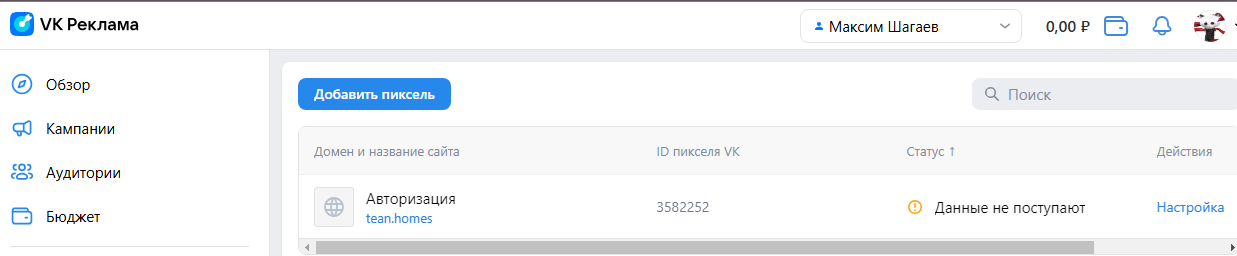 VK Реклама
Максим Шагаев
0,00 ₽
Обзор
Кампании
Аудитории
Бюджет
Добавить пиксель
Поиск
Домен и название сайта ID пикселя VK Статус ↑ Действия
Авторизация
tean.homes
3582252
Данные не поступают
Настройка